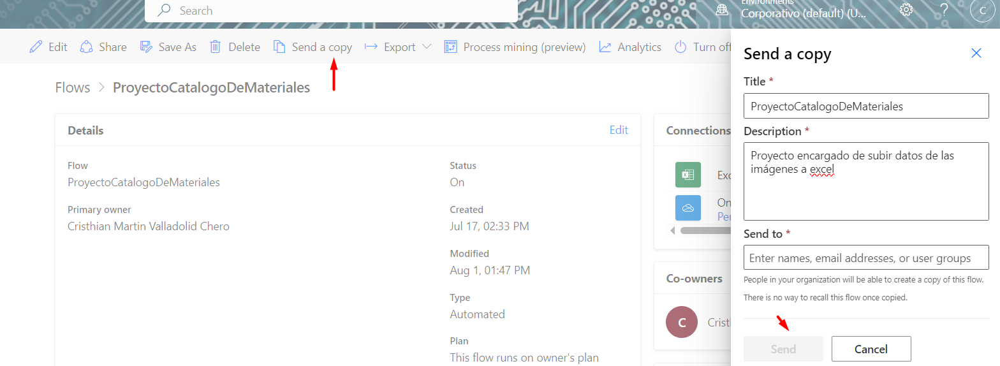 Search
Environments
Corporativo (default) (U...
?
C
Edit
Share
Save As
Delete
Send a copy
Export
Process mining (preview)
Analytics
Turn off
Flows > ProyectoCatalogoDeMateriales
Details
Edit
Flow
ProyectoCatalogoDeMateriales
Primary owner
Cristhian Martin Valladolid Chero
Status
On
Created
Jul 17, 02:33 PM
Modified
Aug 1, 01:47 PM
Type
Automated
Plan
This flow runs on owner's plan
Connections
Exc
On
Per
Co-owners
C
Crist
Send a copy
Title *
ProyectoCatalogoDeMateriales
Description *
Proyecto encargado de subir datos de las
imágenes a excel
Send to *
Enter names, email addresses, or user groups
People in your organization will be able to create a copy of this flow.
There is no way to recall this flow once copied.
Send
Cancel